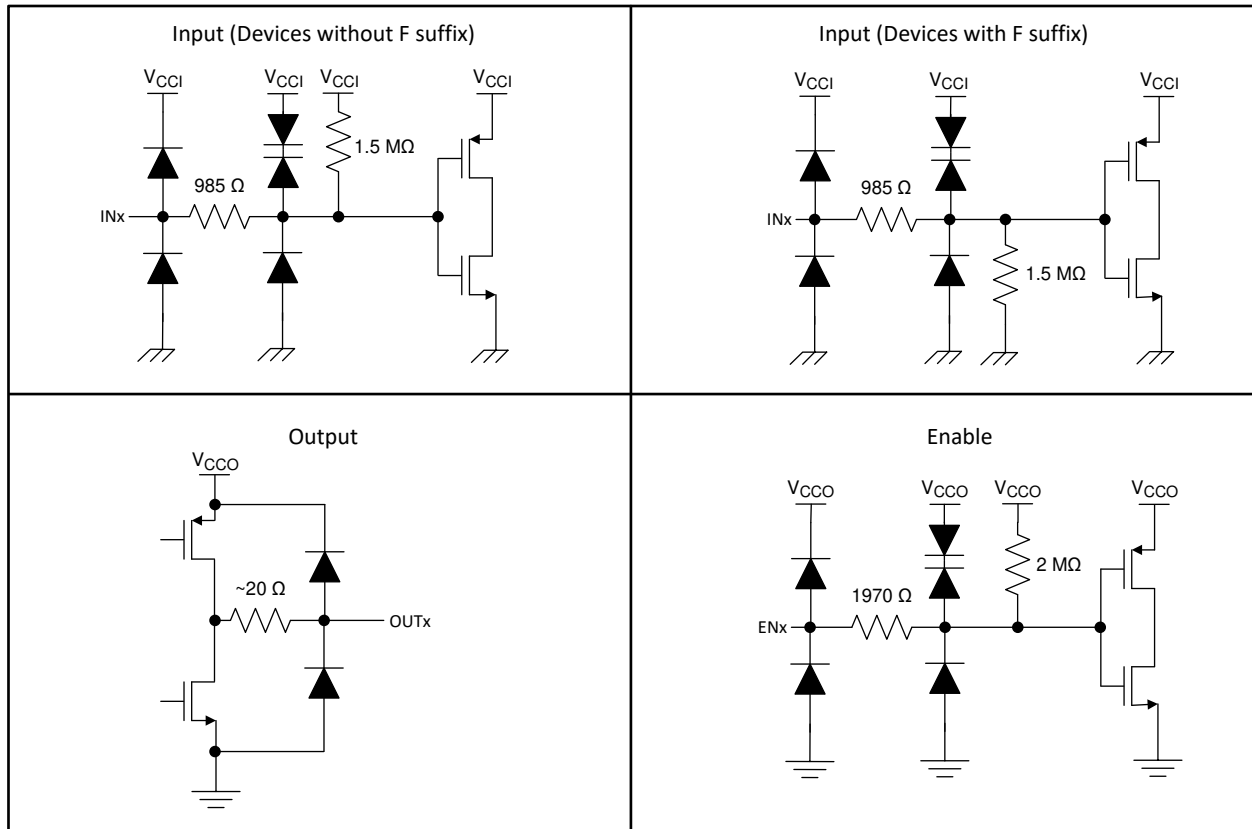 Input (Devices without F suffix)
VCCI VCCI VCCI VCCI
1.5 MΩ
985 Ω
INx
Input (Devices with F suffix)
VCCI VCCI VCCI
985 Ω
INx
1.5 MΩ
Output
VCCO
~20 Ω
OUTx
Enable
VCCO VCCO VCCO VCCO
2 MΩ
1970 Ω
ENx